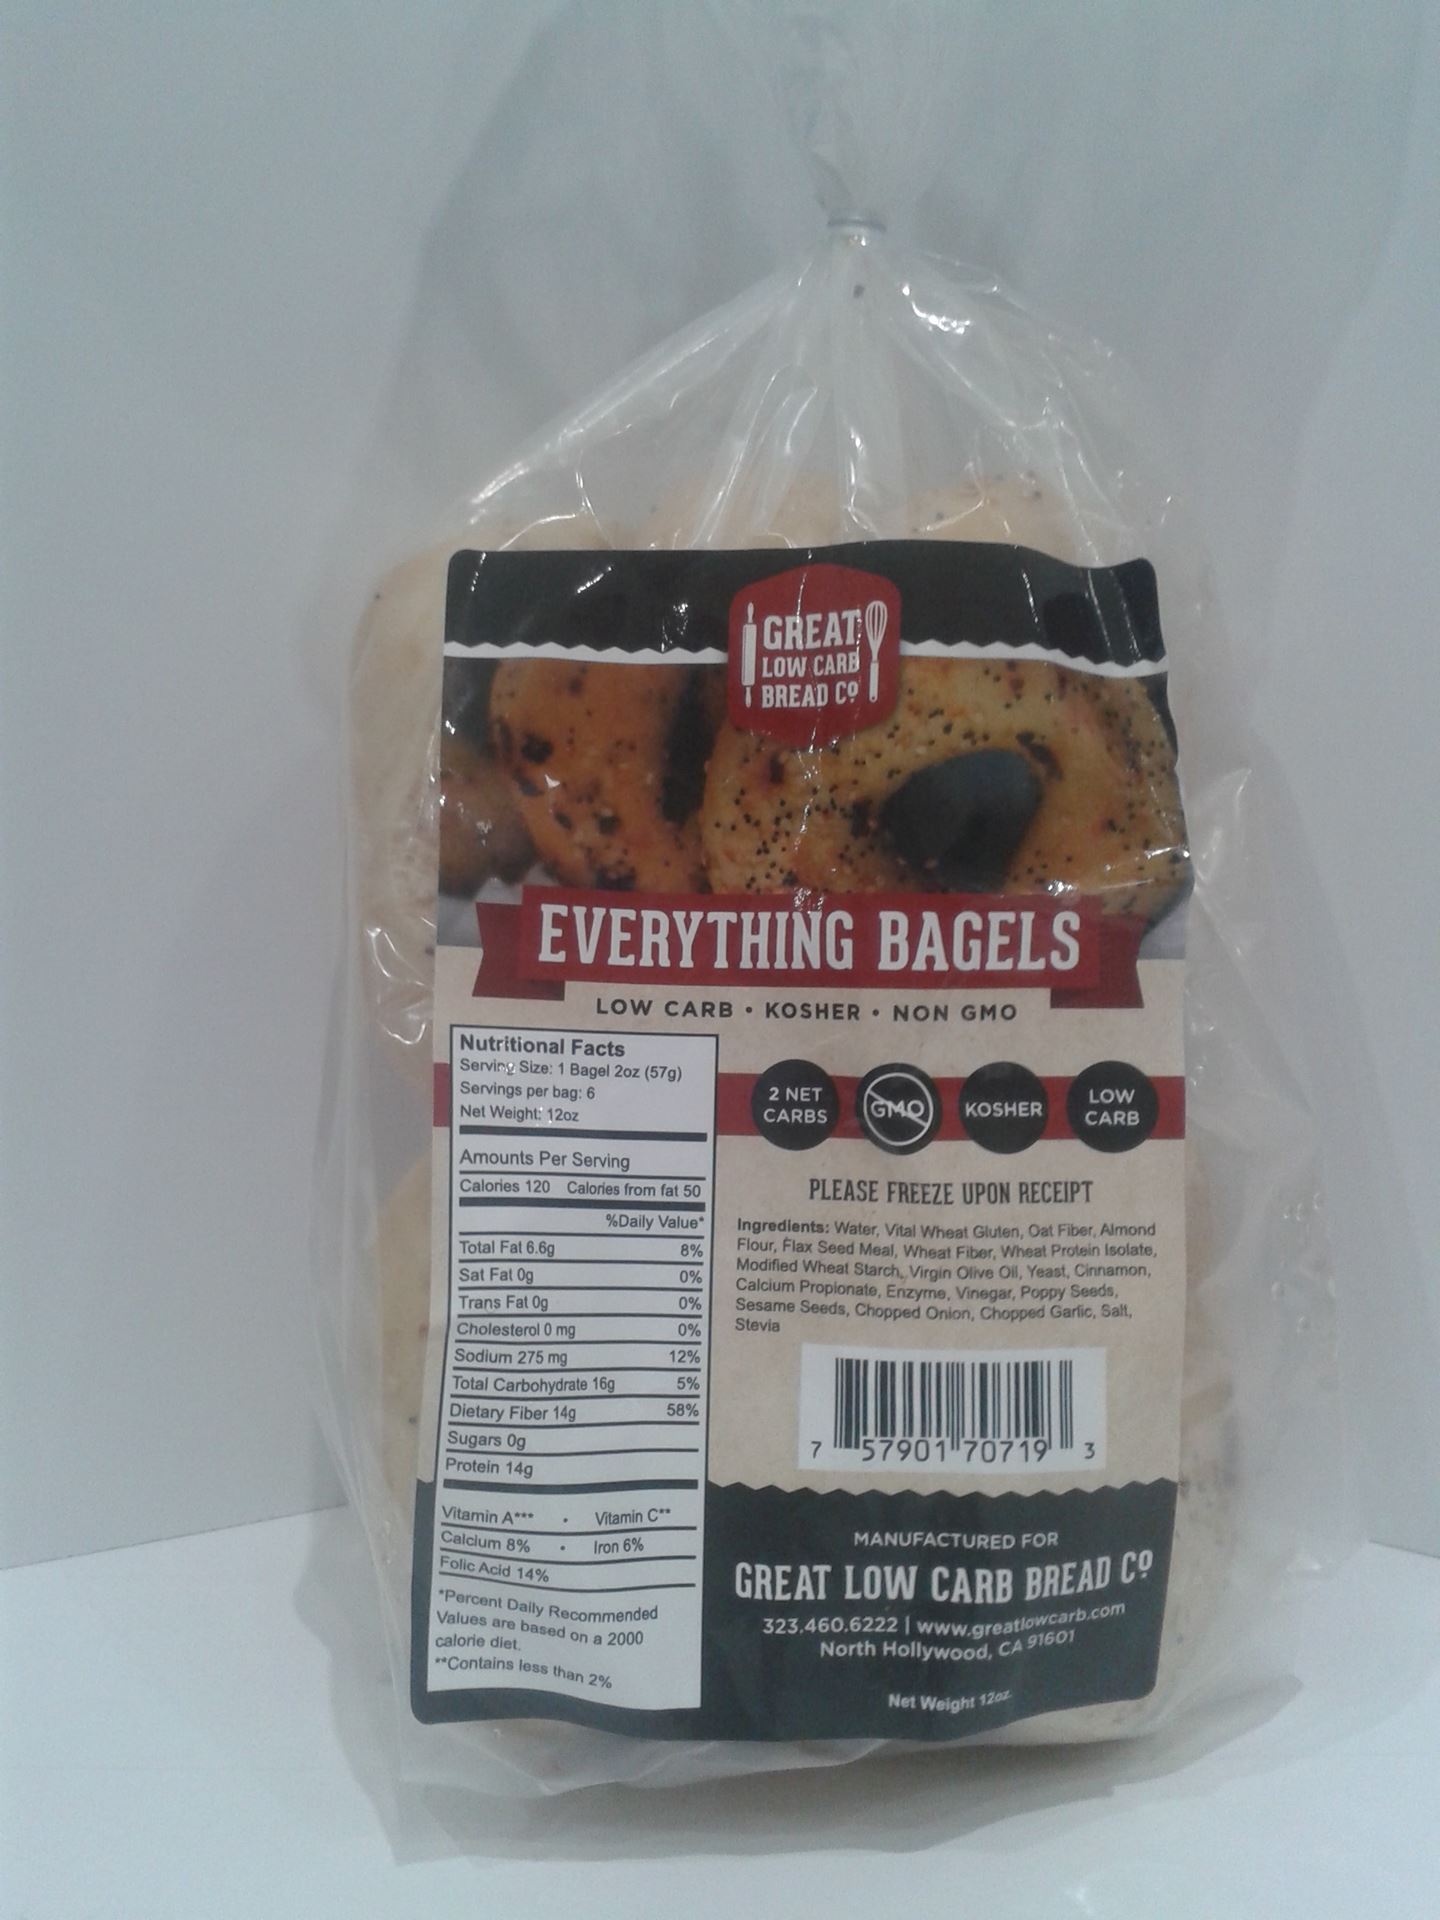 GREAT
LOW CARB
BREAD Cº
EVERYTHING BAGELS
LOW CARB • KOSHER • NON GMO
Nutritional Facts
Serving Size: 1 Bagel 2oz (57g)
Servings per bag: 6
Net Weight: 12oz
Amounts Per Serving
Calories 120 Calories from fat 50
%Daily Value*
Total Fat 6.6g 8%
Sat Fat 0g 0%
Trans Fat 0g 0%
Cholesterol 0 mg 0%
Sodium 275 mg 12%
Total Carbohydrate 16g 5%
Dietary Fiber 14g 58%
Sugars 0g
Protein 14g
Vitamin A*** • Vitamin C**
Calcium 8% • Iron 6%
Folic Acid 14%
*Percent Daily Recommended
Values are based on a 2000
calorie diet.
**Contains less than 2%
2 NET
CARBS
GMO
KOSHER
LOW
CARB
PLEASE FREEZE UPON RECEIPT
Ingredients: Water, Vital Wheat Gluten, Oat Fiber, Almond
Flour, Flax Seed Meal, Wheat Fiber, Wheat Protein Isolate,
Modified Wheat Starch, Virgin Olive Oil, Yeast, Cinnamon,
Calcium Propionate, Enzyme, Vinegar, Poppy Seeds,
Sesame Seeds, Chopped Onion, Chopped Garlic, Salt,
Stevia
7 57901 70719 3
MANUFACTURED FOR
GREAT LOW CARB BREAD Cº
323.460.6222 | www.greatlowcarb.com
North Hollywood, CA 91601
Net Weight 12oz.